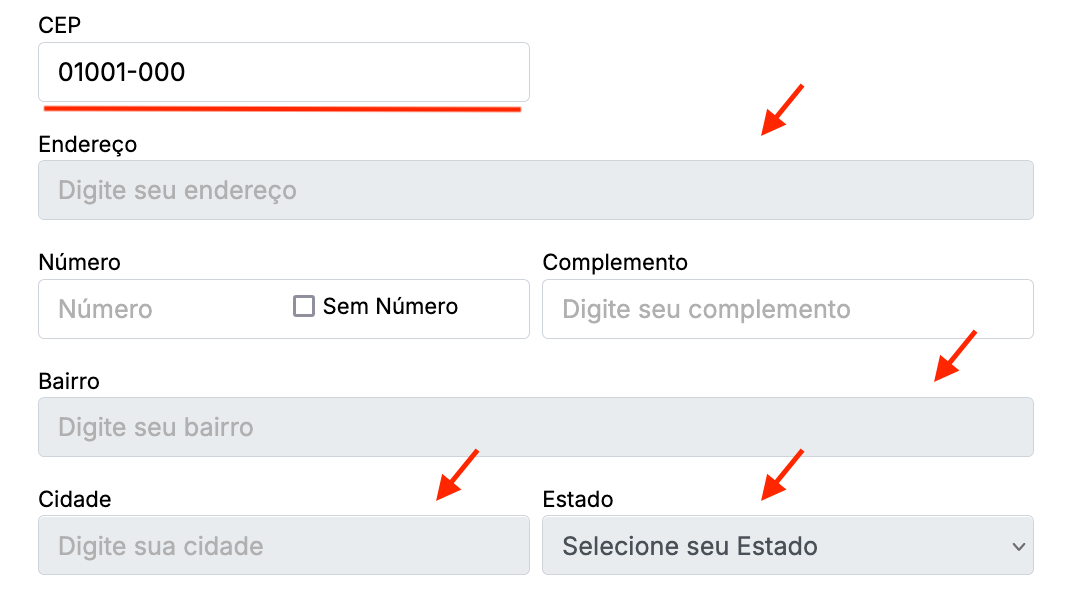 CEP
01001-000
Endereço
Digite seu endereço
Número
Complemento
Número
Sem Número
Digite seu complemento
Bairro
Digite seu bairro
Cidade
Estado
Digite sua cidade
Selecione seu Estado